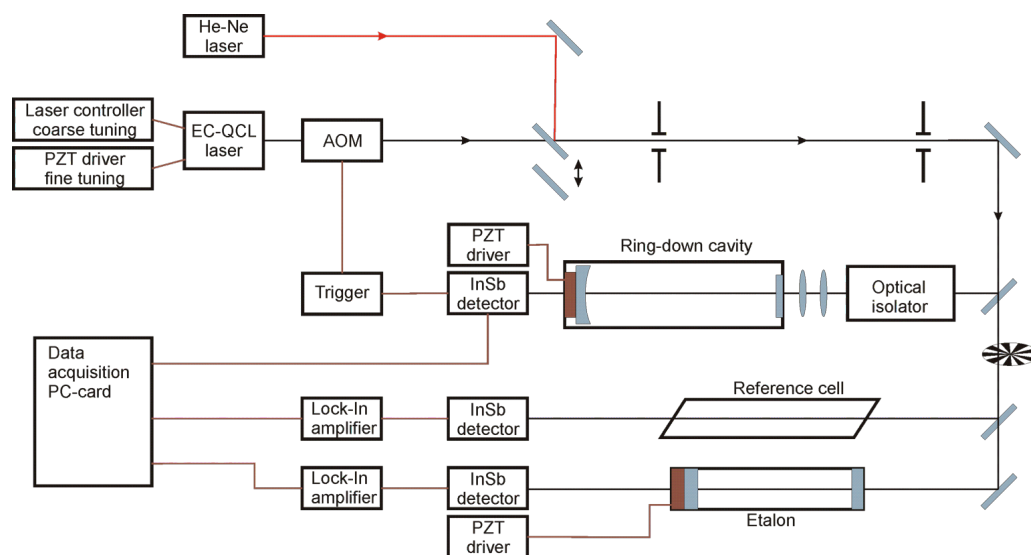 He-Ne
laser
Laser controller
coarse tuning
PZT driver
fine tuning
EC-QCL
laser
AOM
PZT
driver
Ring-down cavity
Trigger
InSb
detector
Optical
isolator
Data
acquisition
PC-card
Reference cell
Lock-In
amplifier
InSb
detector
Lock-In
amplifier
InSb
detector
Etalon
PZT
driver